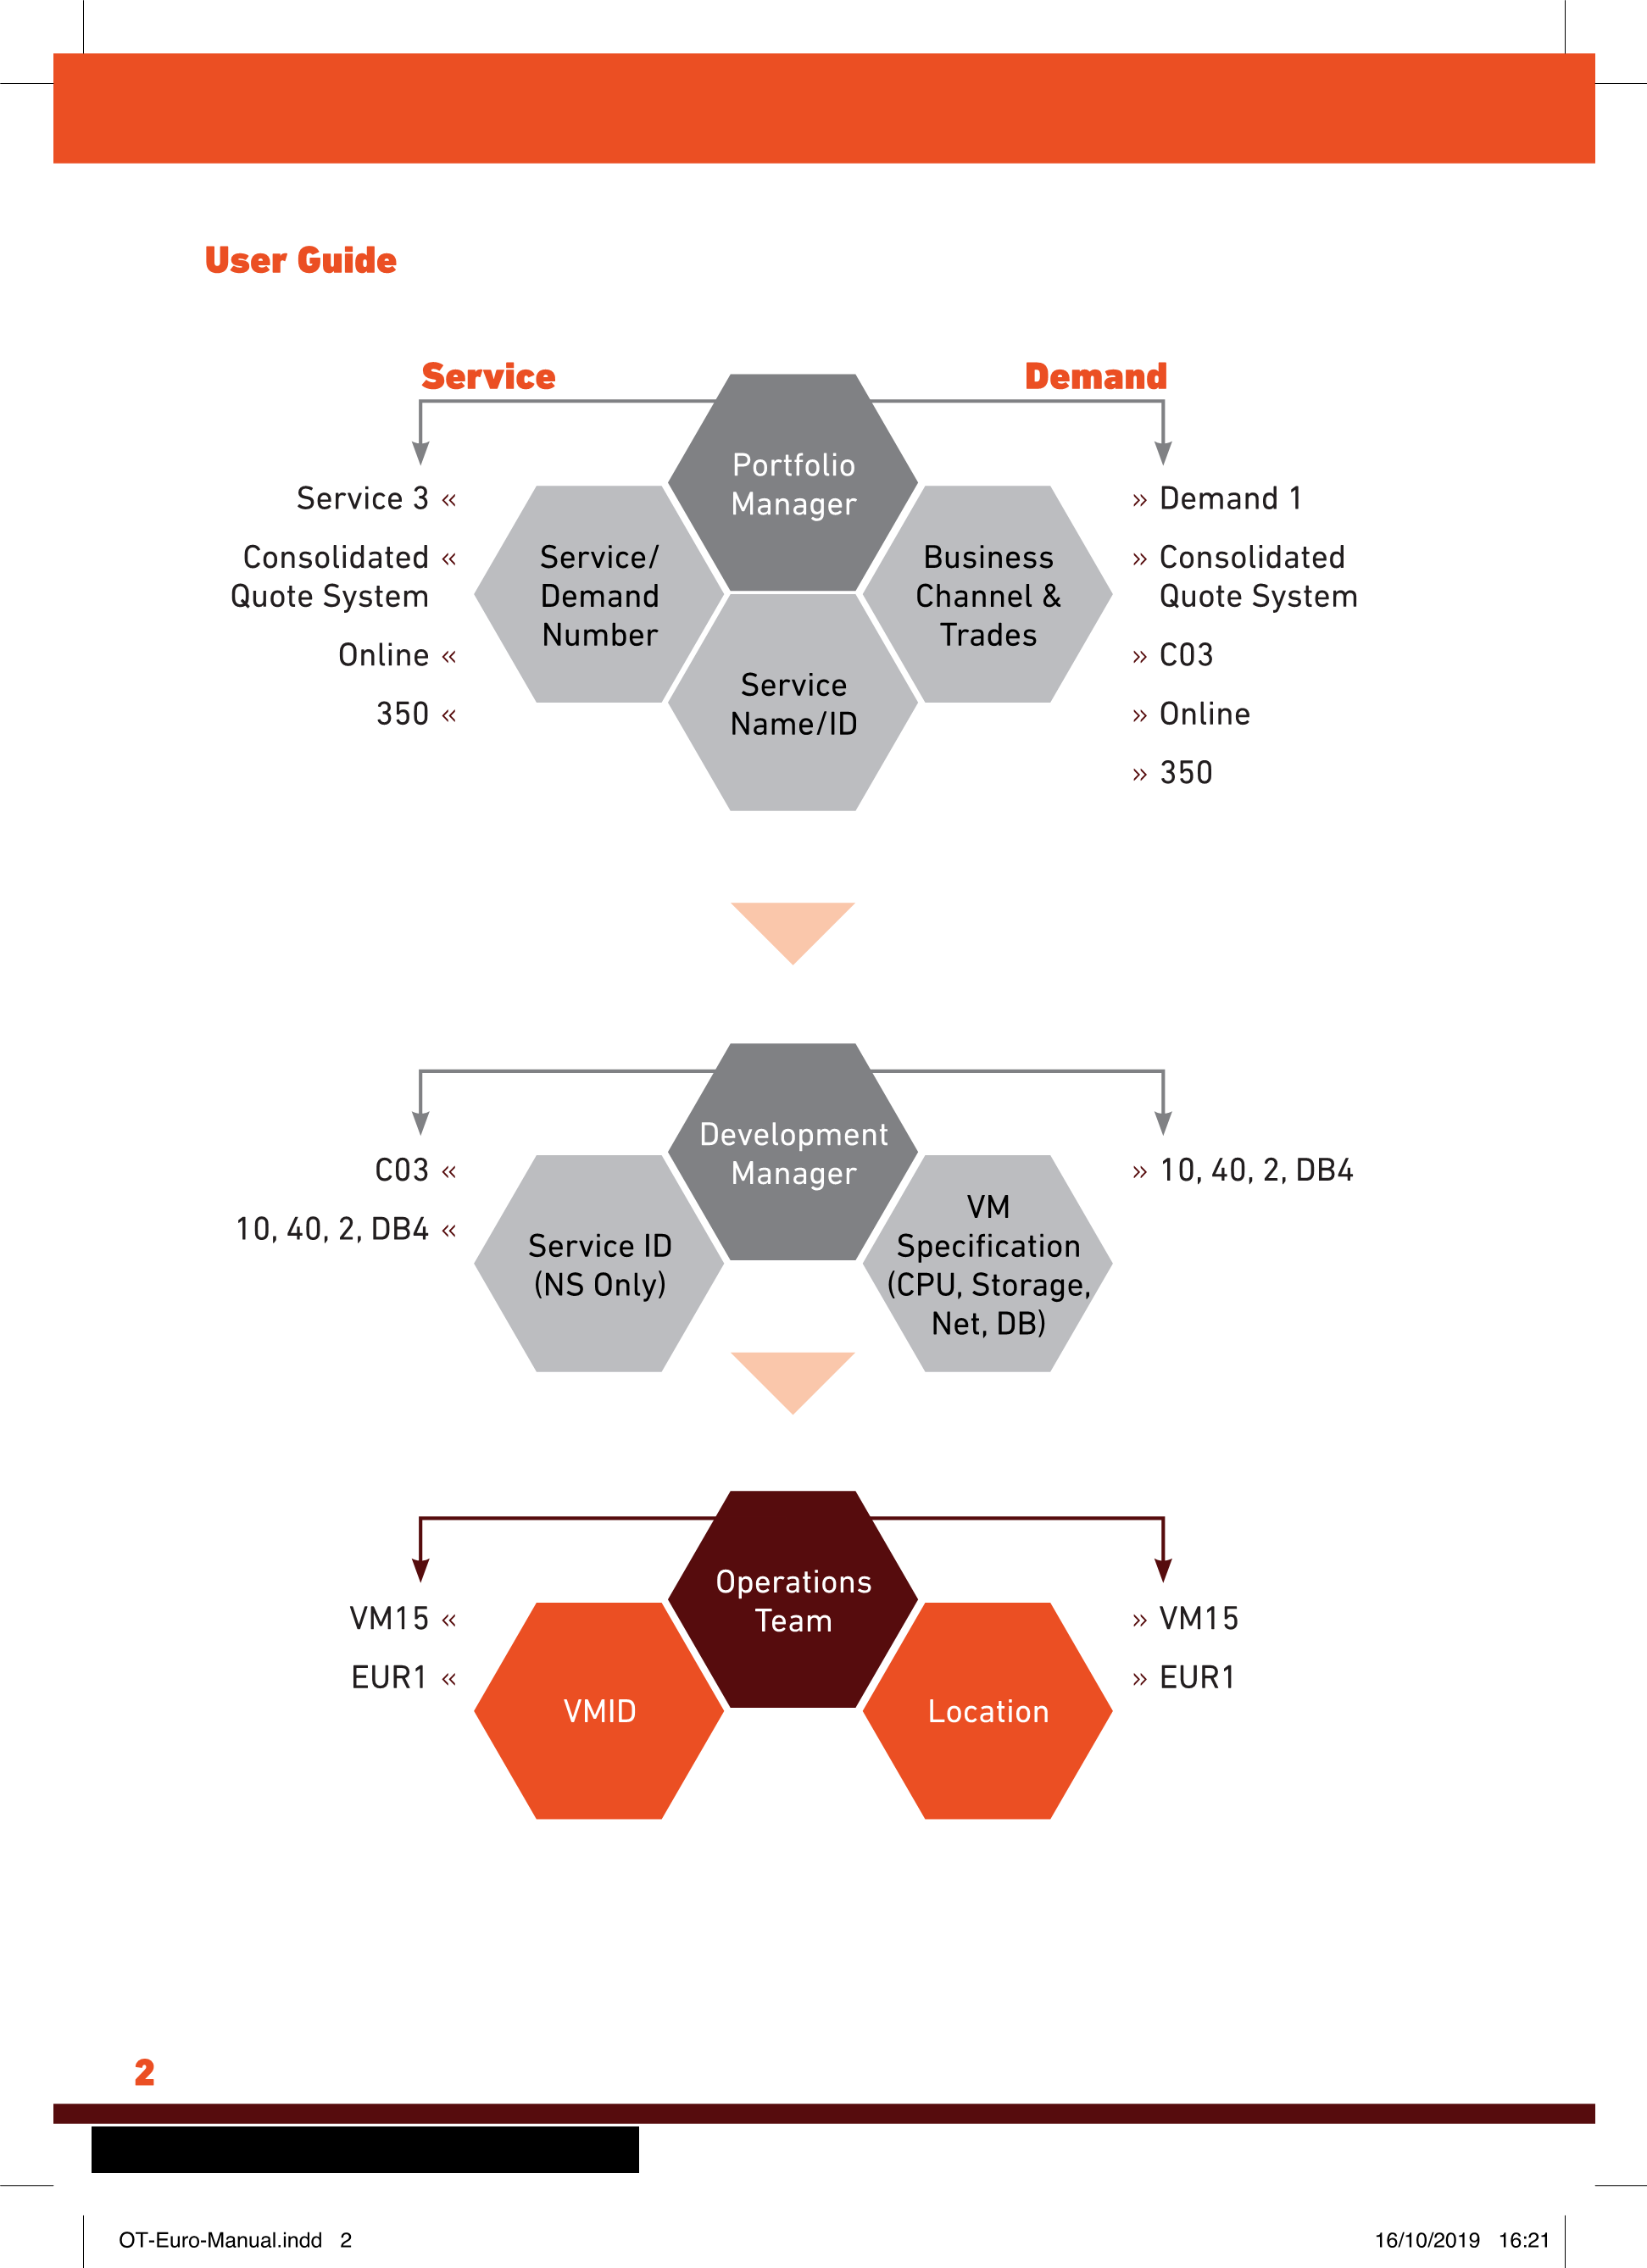 User Guide
Service
Demand
Portfolio
Manager
Service 3 «
Consolidated «
Quote System
Online «
350 «
Service/
Demand
Number
Service
Name/ID
Business
Channel &
Trades
» Demand 1
» Consolidated
Quote System
» C03
» Online
» 350
Development
Manager
C03 «
10, 40, 2, DB4 «
Service ID
(NS Only)
VM
Specification
(CPU, Storage,
Net, DB)
» 10, 40, 2, DB4
Operations
Team
VM15 «
EUR1 «
VMID
Location
» VM15
» EUR1
2
OT-Euro-Manual.indd 2
16/10/2019 16:21